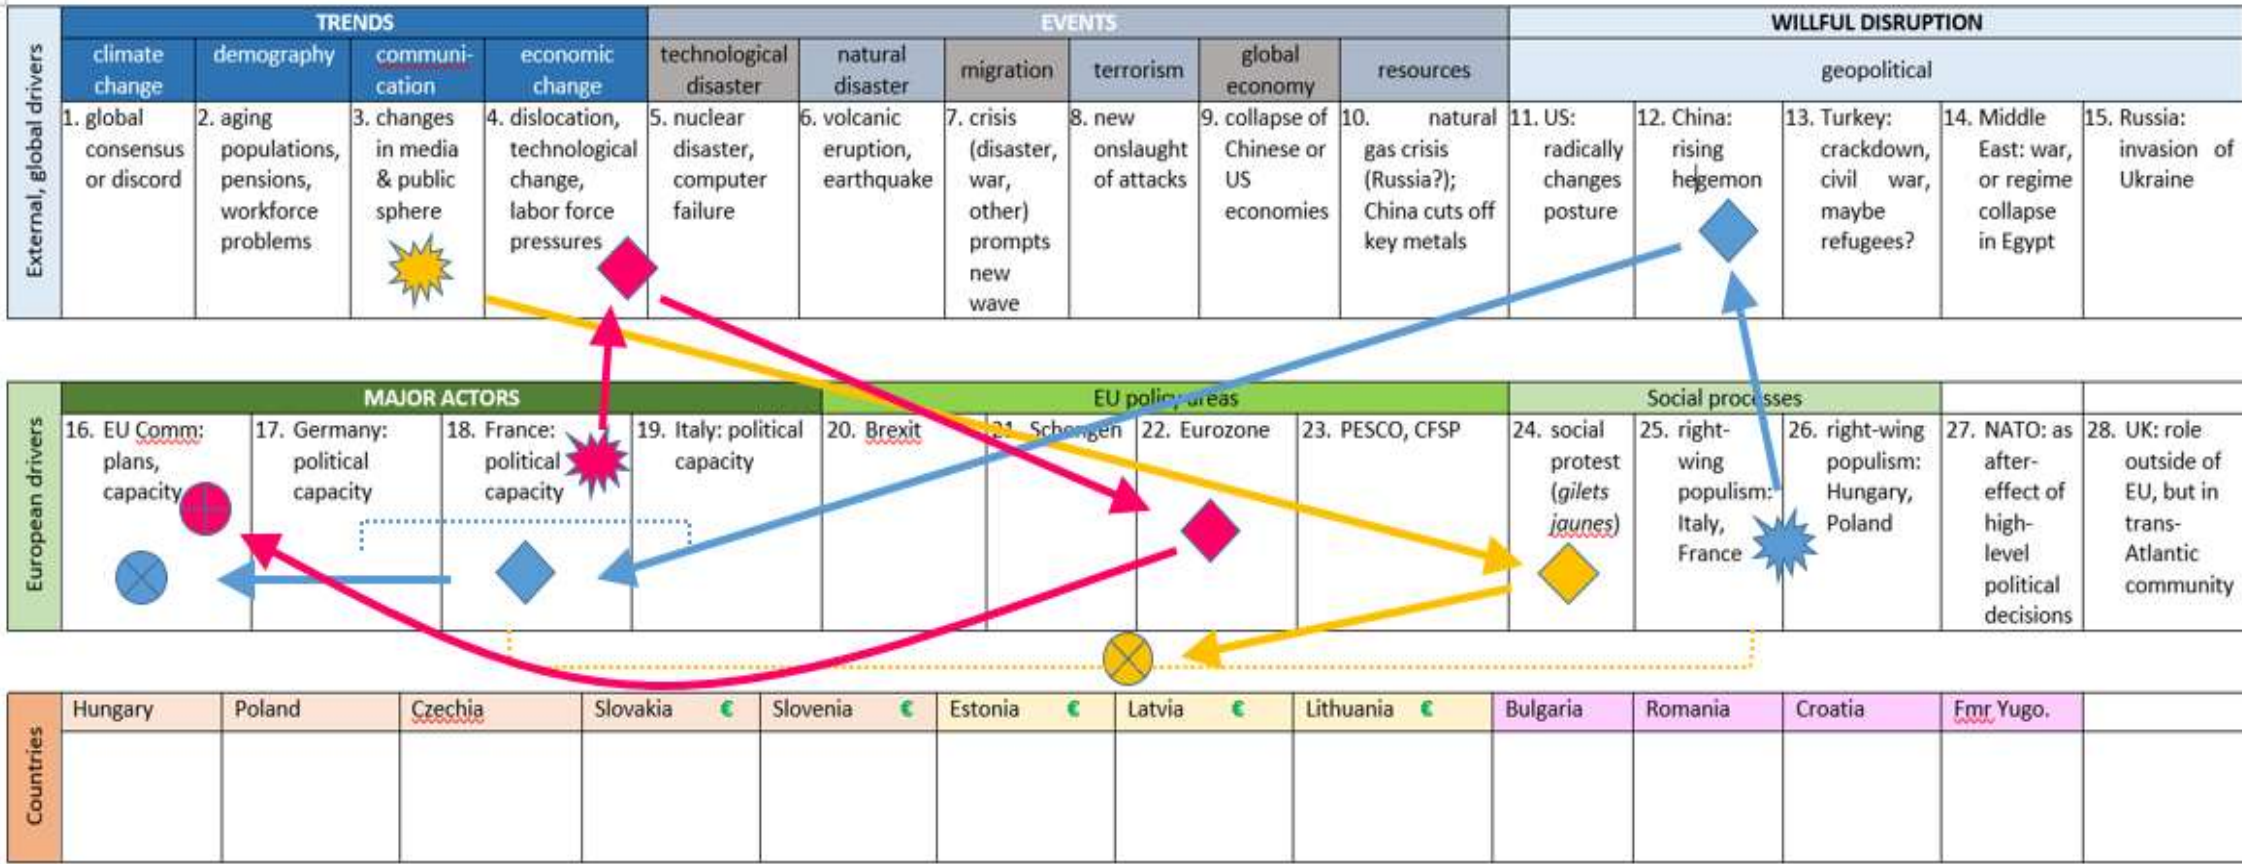 TRENDS
EVENTS
WILLFUL DISRUPTION
External, global drivers
climate
change
demography
communi-
cation
economic
change
technological
disaster
natural
disaster
migration
terrorism
global
economy
resources
geopolitical
1. global
consensus
or discord
2. aging
populations,
pensions,
workforce
problems
3. changes
in media
& public
sphere
4. dislocation,
technological
change,
labor force
pressures
5. nuclear
disaster,
computer
failure
6. volcanic
eruption,
earthquake
7. crisis
(disaster,
war,
other)
prompts
new
wave
8. new
onslaught
of attacks
9. collapse of
Chinese or
US
economies
10. natural
gas crisis
(Russia?);
China cuts off
key metals
11. US:
radically
changes
posture
12. China:
rising
hegemon
13. Turkey:
crackdown,
civil war,
maybe
refugees?
14. Middle
East: war,
or regime
collapse
in Egypt
15. Russia:
invasion of
Ukraine
European drivers
MAJOR ACTORS
EU policy areas
Social processes
16. EU Comm:
plans,
capacity
17. Germany:
political
capacity
18. France:
political
capacity
19. Italy: political
capacity
20. Brexit
21. Schengen
22. Eurozone
23. PESCO, CFSP
24. social
protest
(gilets
jaunes)
25. right-
wing
populism:
Italy,
France
26. right-wing
populism:
Hungary,
Poland
27. NATO: as
after-
effect of
high-
level
political
decisions
28. UK: role
outside of
EU, but in
trans-
Atlantic
community
Countries
Hungary
Poland
Czechia
Slovakia €
Slovenia €
Estonia €
Latvia €
Lithuania €
Bulgaria
Romania
Croatia
Fmr Yugo.